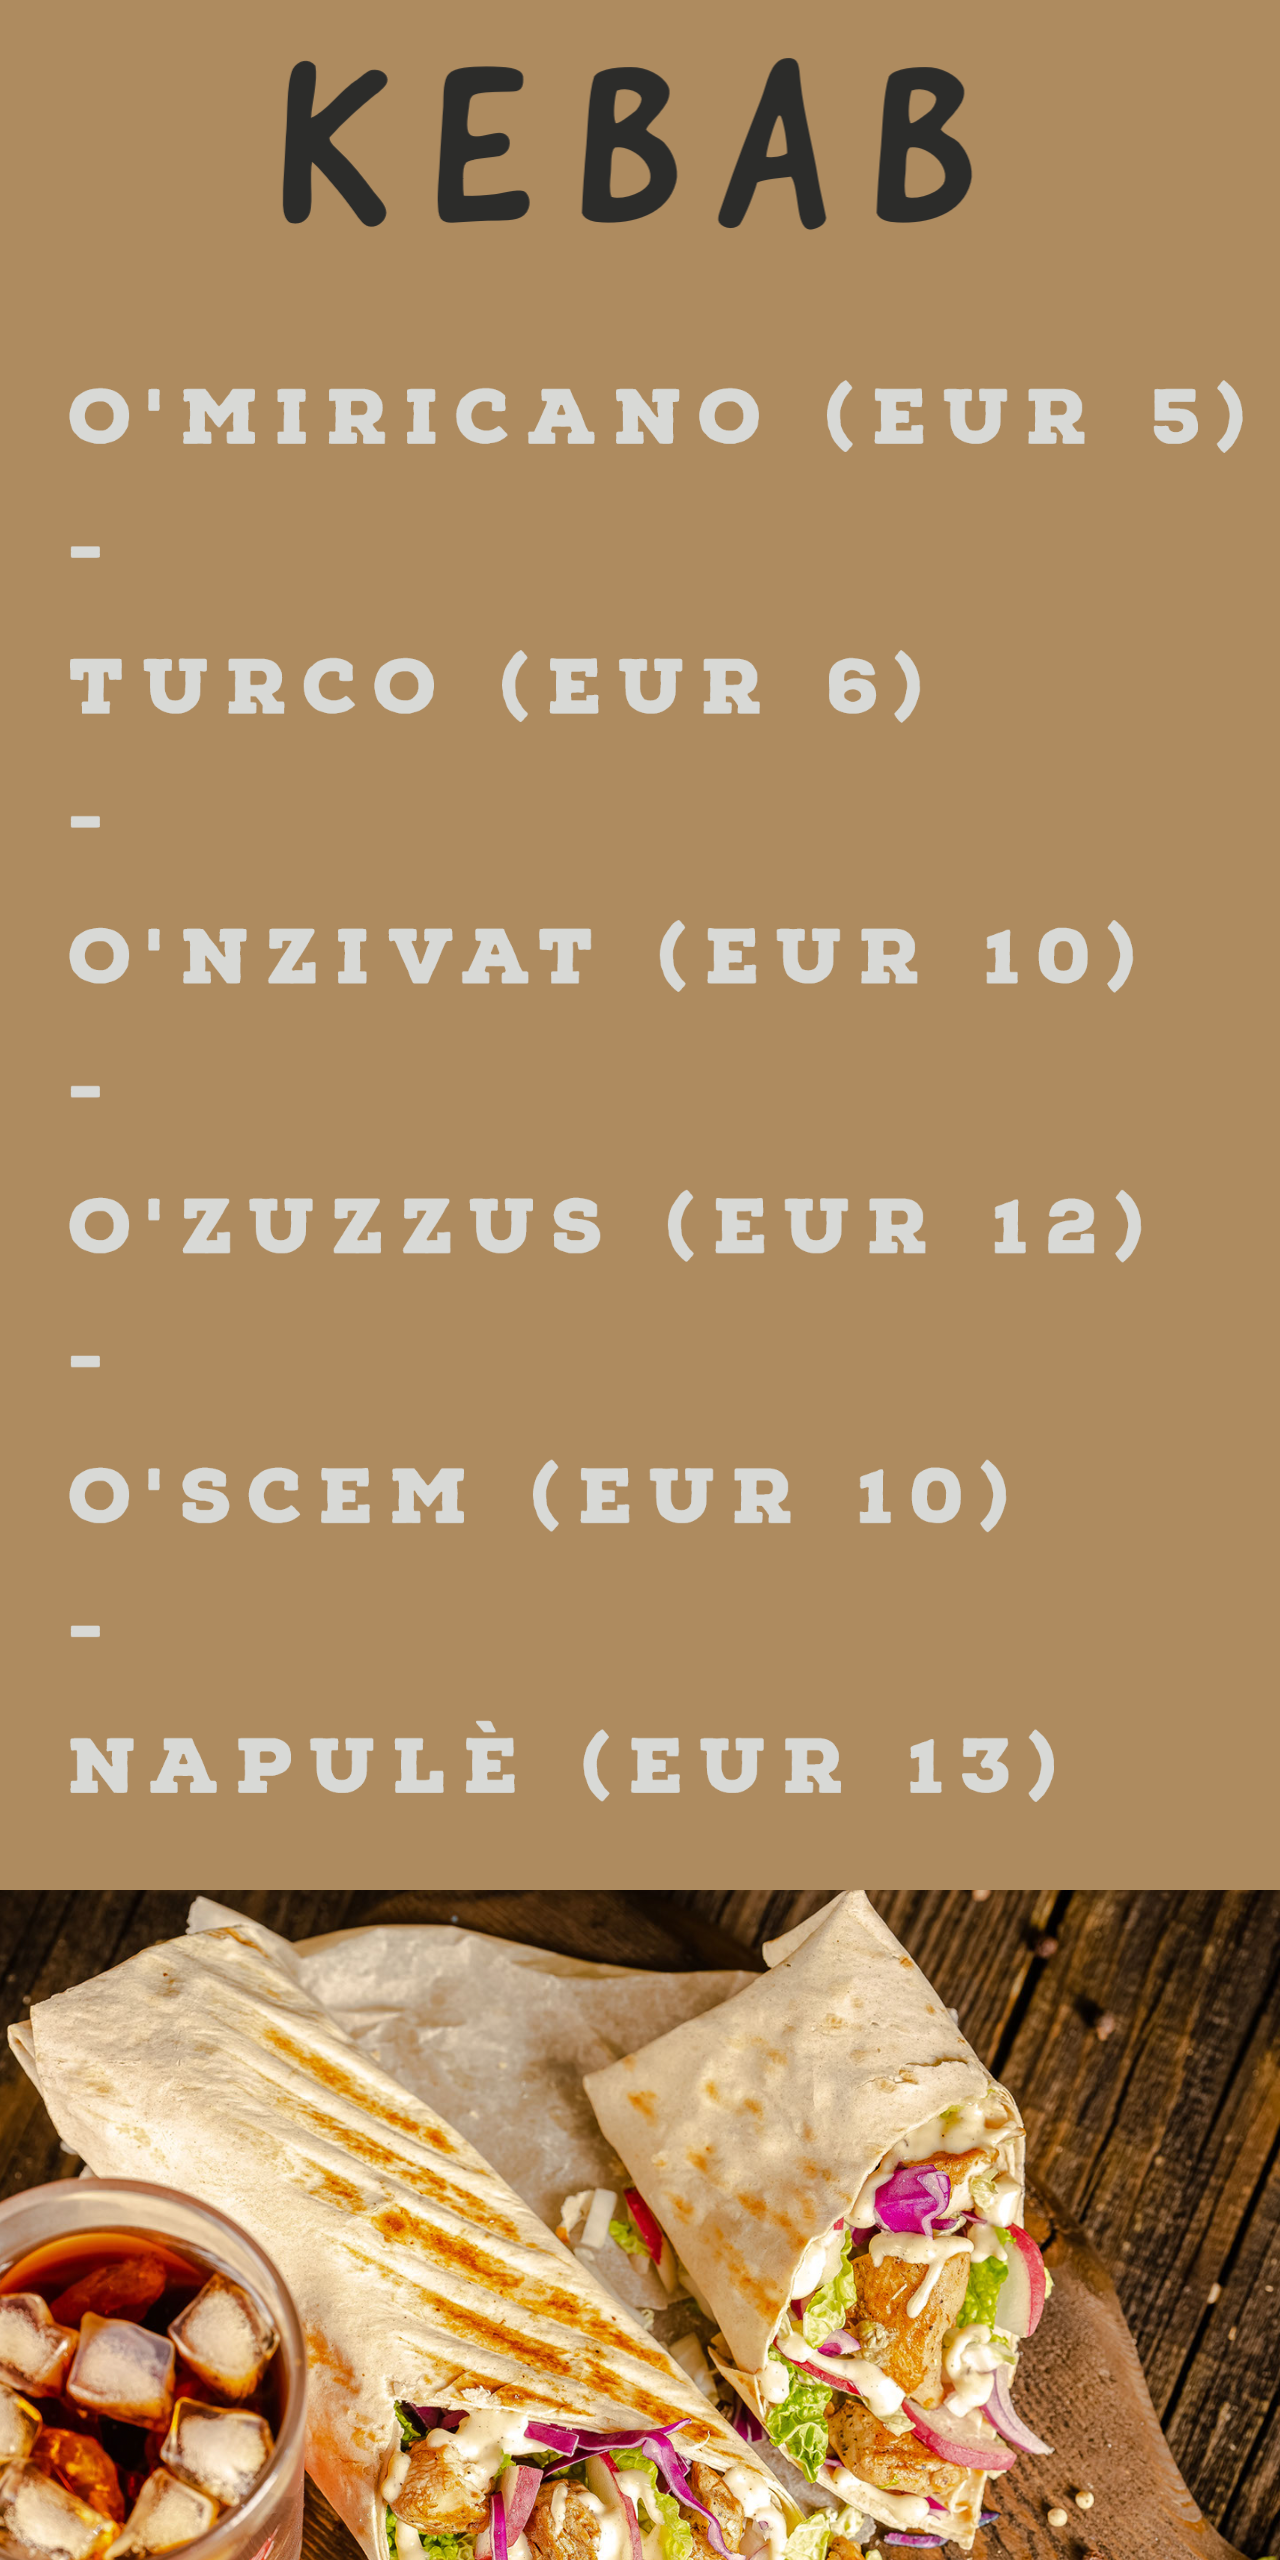 KEBAB
O'MIRICANO (EUR 5)
-
TURCO (EUR 6)
-
O'NZIVAT (EUR 10)
-
O'ZUZZUS (EUR 12)
-
O'SCEM (EUR 10)
-
NAPULÈ (EUR 13)